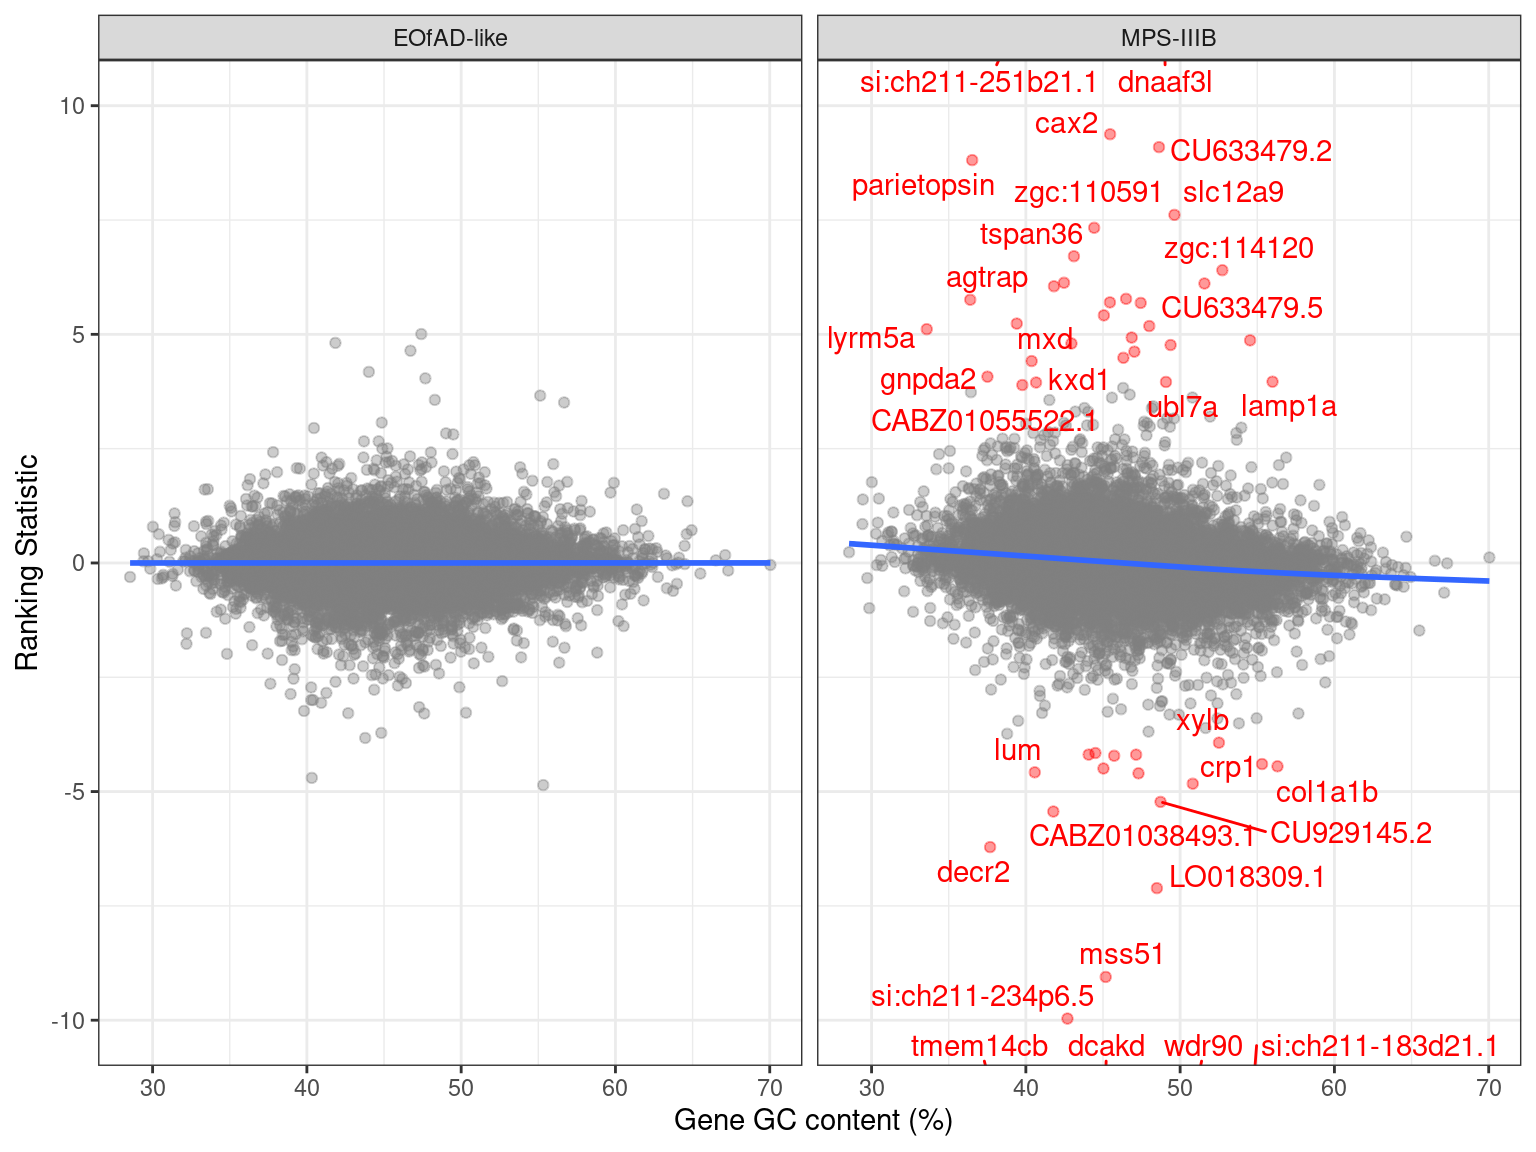 EOfAD-like
MPS-IIIB
Ranking Statistic
10
5
0
-5
-10
si:ch211-251b21.1
dnaaf3l
cax2
CU633479.2
parietopsin
zgc:110591
slc12a9
tspan36
zgc:114120
agtrap
CU633479.5
lyrm5a
mxd
gnpda2
kxd1
ubl7a
lamp1a
CABZ01055522.1
xylb
lum
crp1
col1a1b
CABZ01038493.1
CU929145.2
decr2
LO018309.1
mss51
si:ch211-234p6.5
tmem14cb
dcakd
wdr90
si:ch211-183d21.1
30
40
50
60
70
30
40
50
60
70
Gene GC content (%)